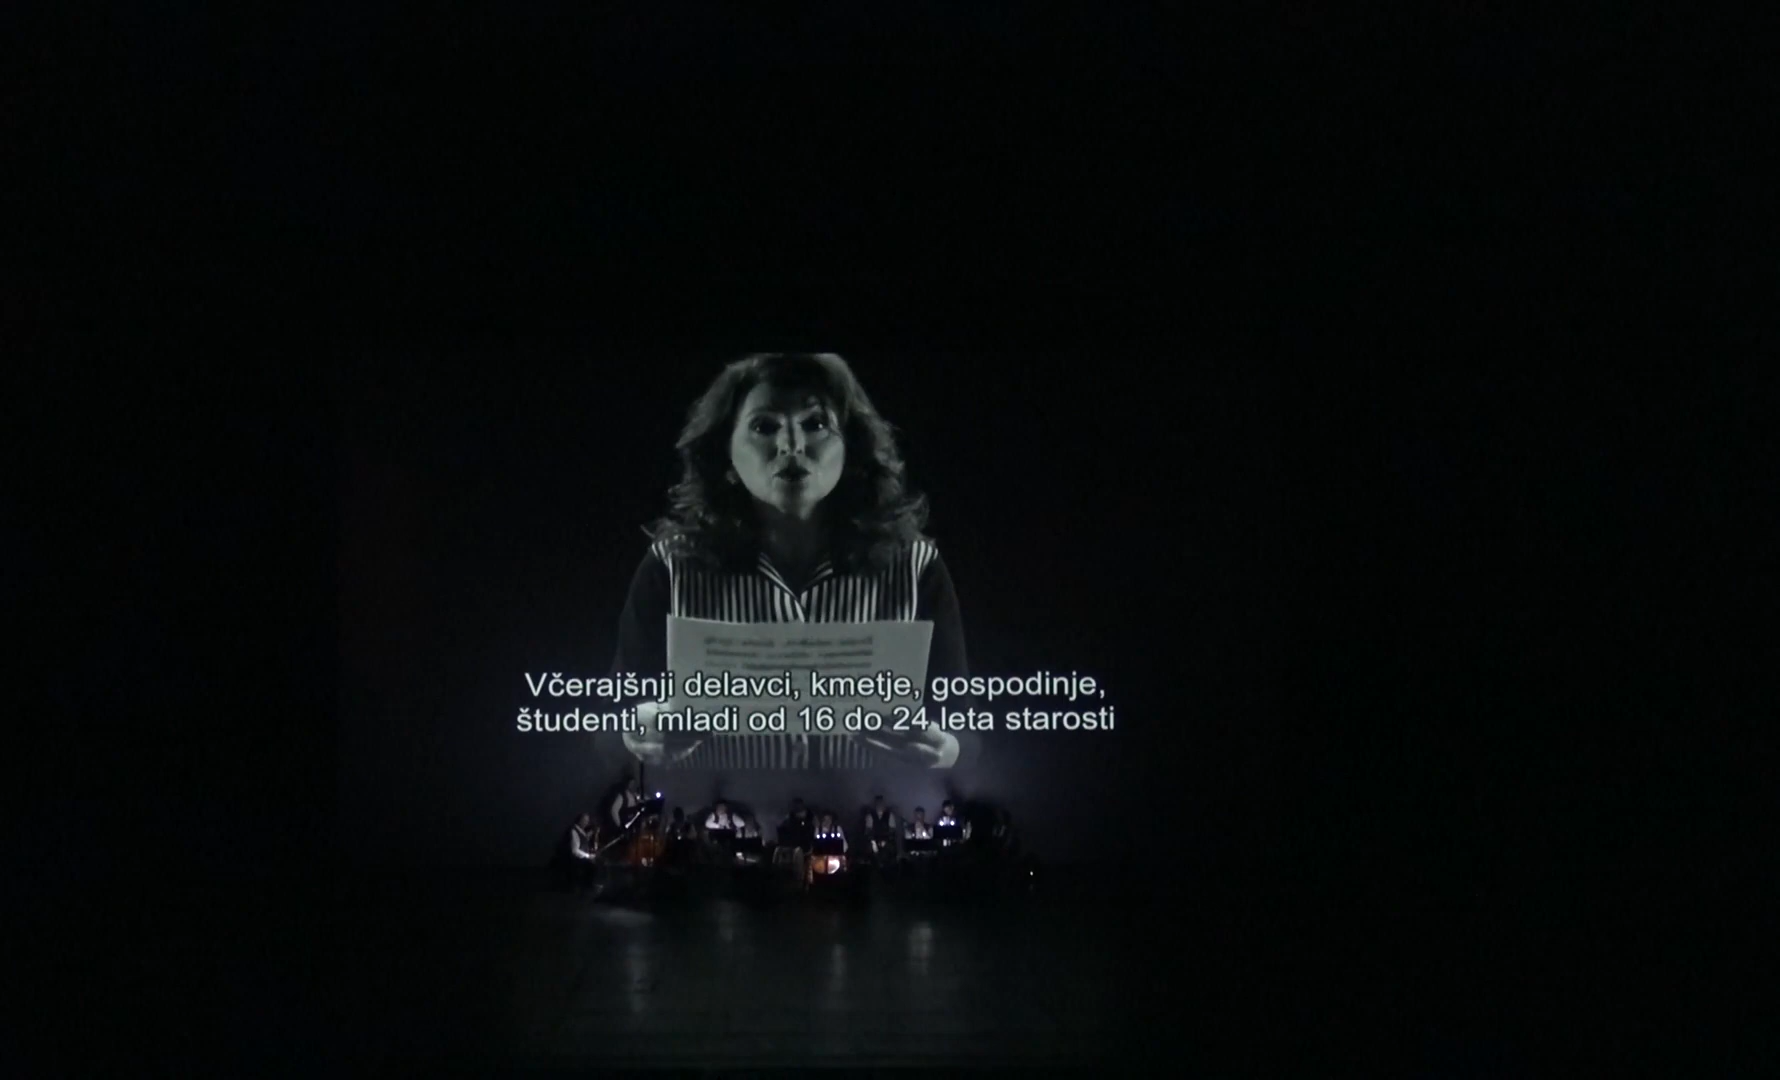 Včerajšnji delavci, kmetje, gospodinje,
študenti, mladi od 16 do 24 leta starosti